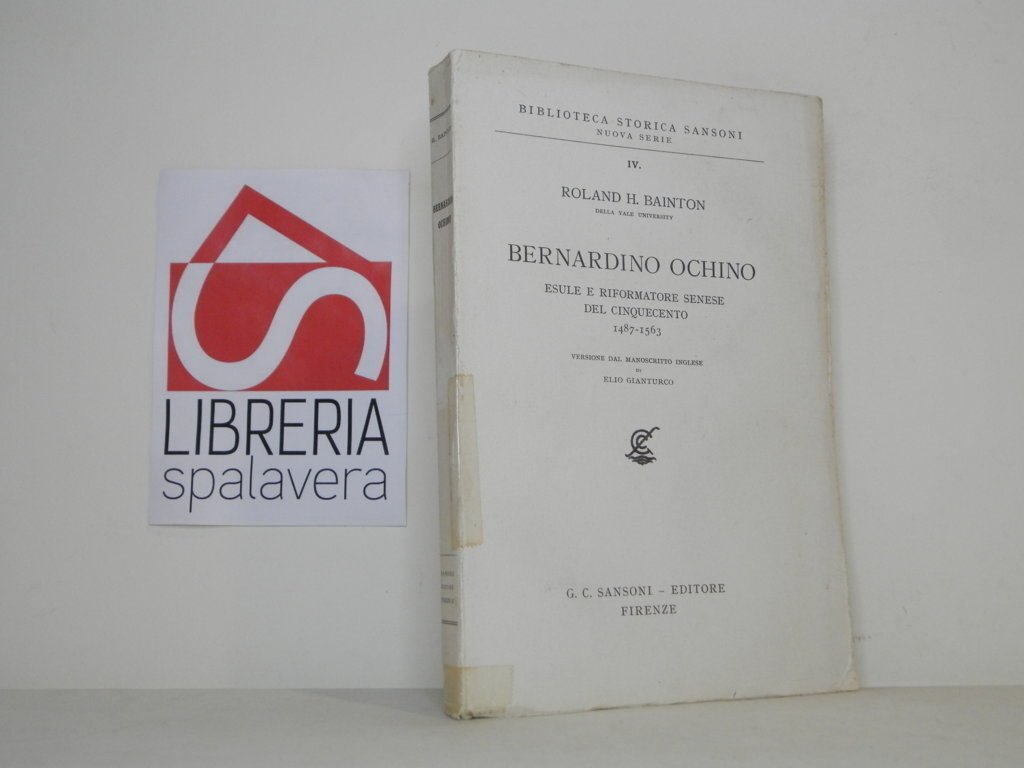 LIBRERIA
spalavera
BERNARDINO
OCHINO
BIBLIOTECA STORICA SANSONI
NUOVA SERIE
IV.
ROLAND H. BAINTON
DELLA YALE UNIVERSITY
BERNARDINO OCHINO
ESULE E RIFORMATORE SENESE
DEL CINQUECENTO
1487-1563
VERSIONE DAL MANOSCRITTO INGLESE
DI
ELIO GIANTURCO
G. C. SANSONI – EDITORE
FIRENZE